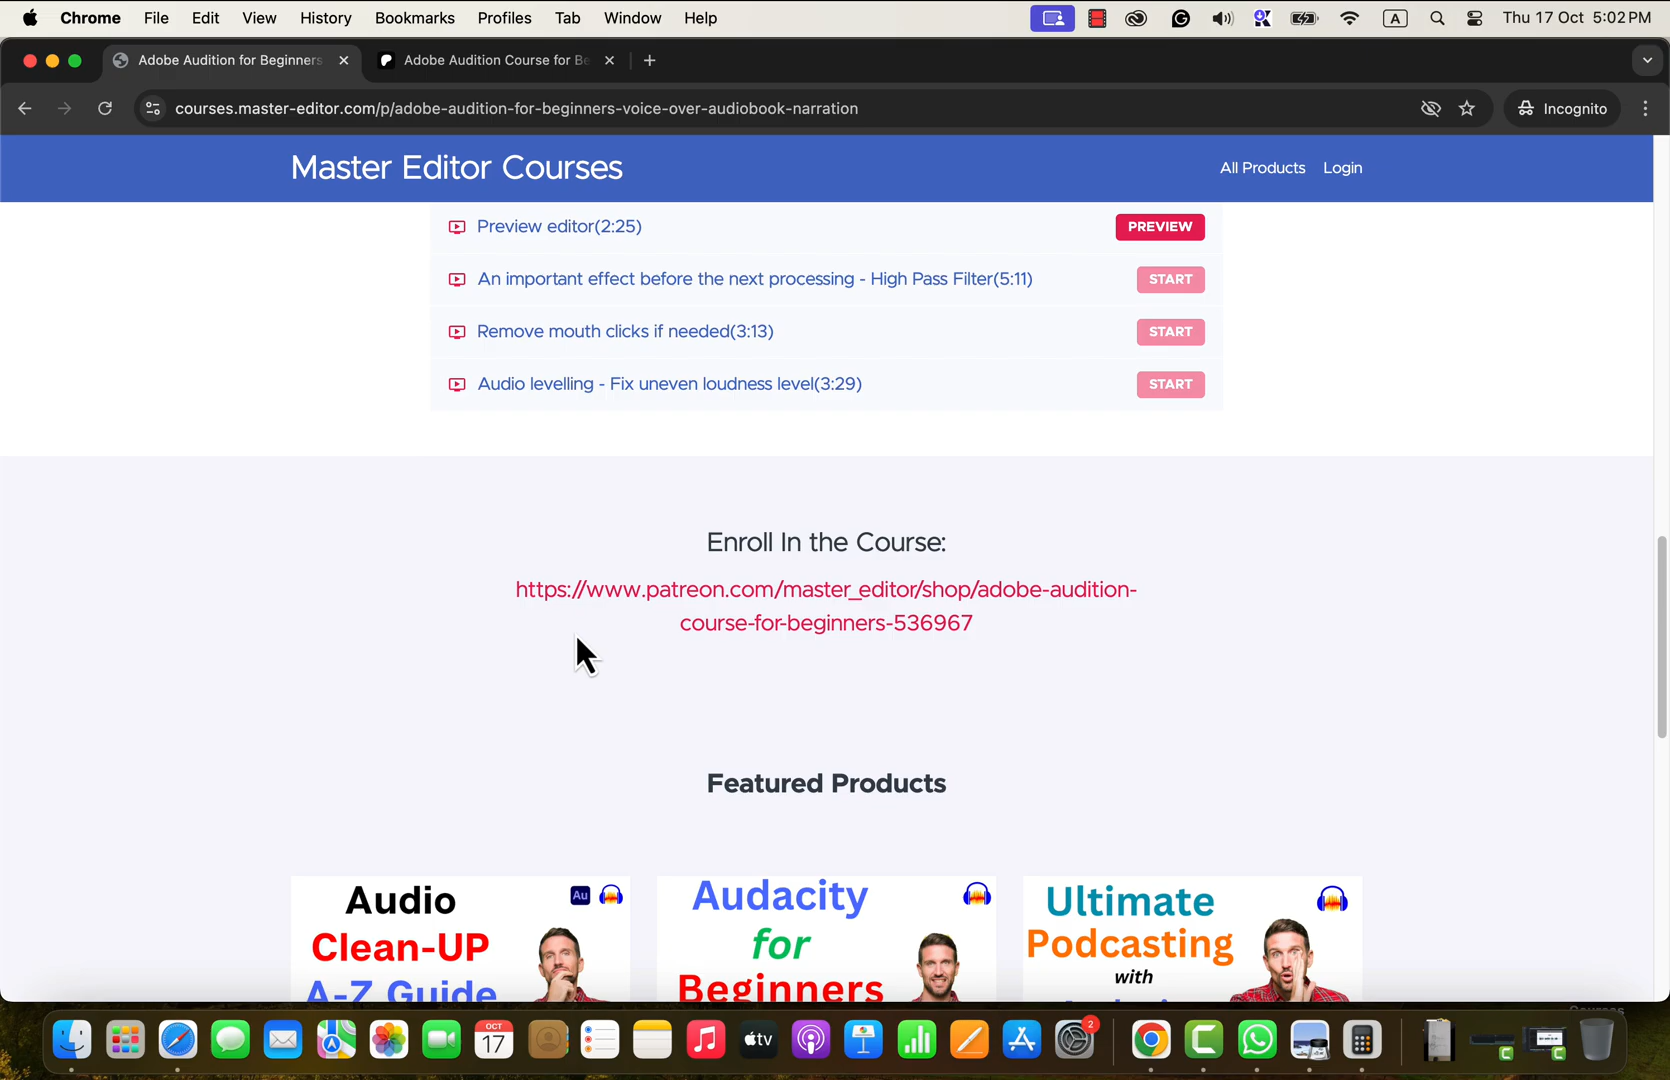 Chrome File Edit View History Bookmarks Profiles Tab Window Help A Thu 17 Oct 5:02 PM
Adobe Audition for Beginners Adobe Audition Course for Be
courses.master-editor.com/p/adobe-audition-for-beginners-voice-over-audiobook-narration Incognito
Master Editor Courses All Products Login
Preview editor(2:25) PREVIEW
An important effect before the next processing - High Pass Filter(5:11) START
Remove mouth clicks if needed(3:13) START
Audio levelling - Fix uneven loudness level(3:29) START
Enroll In the Course:
https://www.patreon.com/master_editor/shop/adobe-audition-
course-for-beginners-536967
Featured Products
Audio
Clean-UP
A-Z Guide
Au
Audacity
for
Beginners
Ultimate
Podcasting
with
OCT
17
tv
2